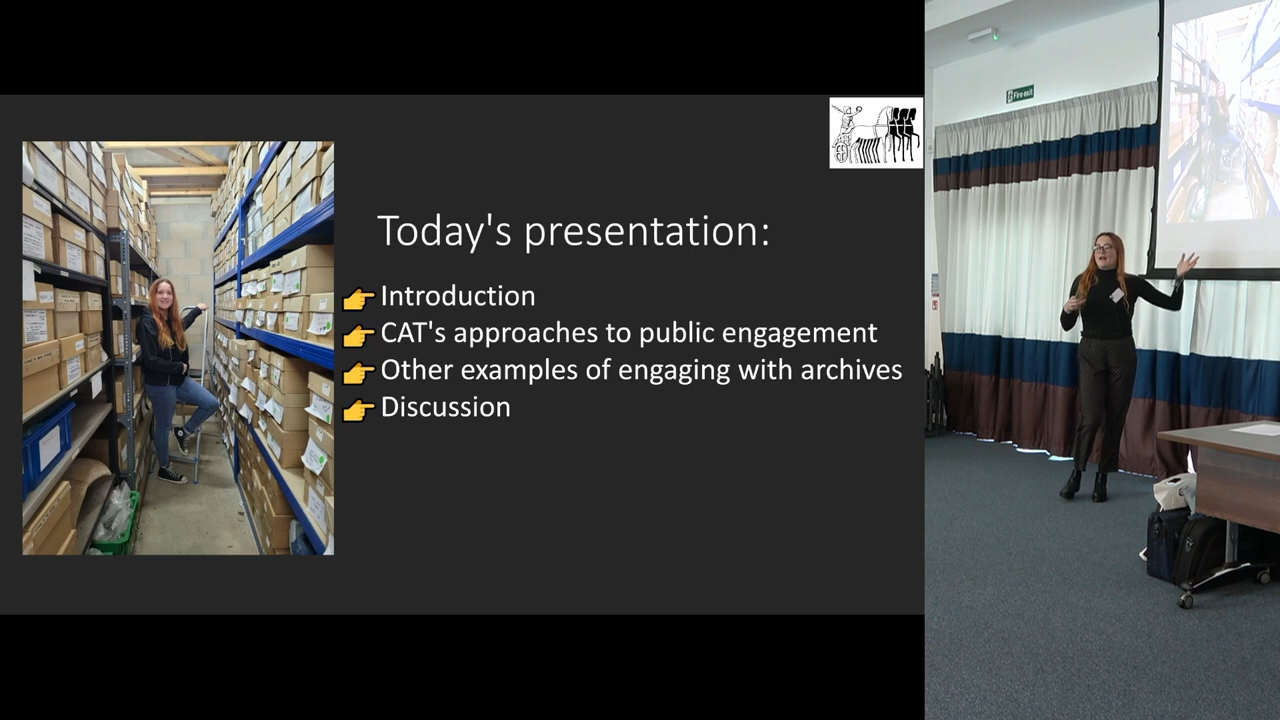 Today's presentation:
Introduction
CAT's approaches to public engagement
Other examples of engaging with archives
Discussion
Fire exit